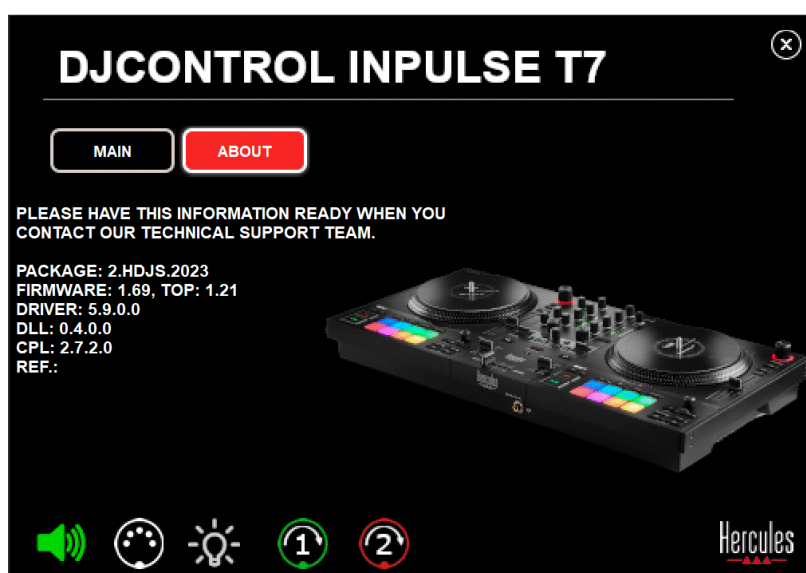 DJCONTROL INPULSE T7
MAIN
ABOUT
PLEASE HAVE THIS INFORMATION READY WHEN YOU
CONTACT OUR TECHNICAL SUPPORT TEAM.
PACKAGE: 2.HDJS.2023
FIRMWARE: 1.69, TOP: 1.21
DRIVER: 5.9.0.0
DLL: 0.4.0.0
CPL: 2.7.2.0
REF.:
1
2
Hercules